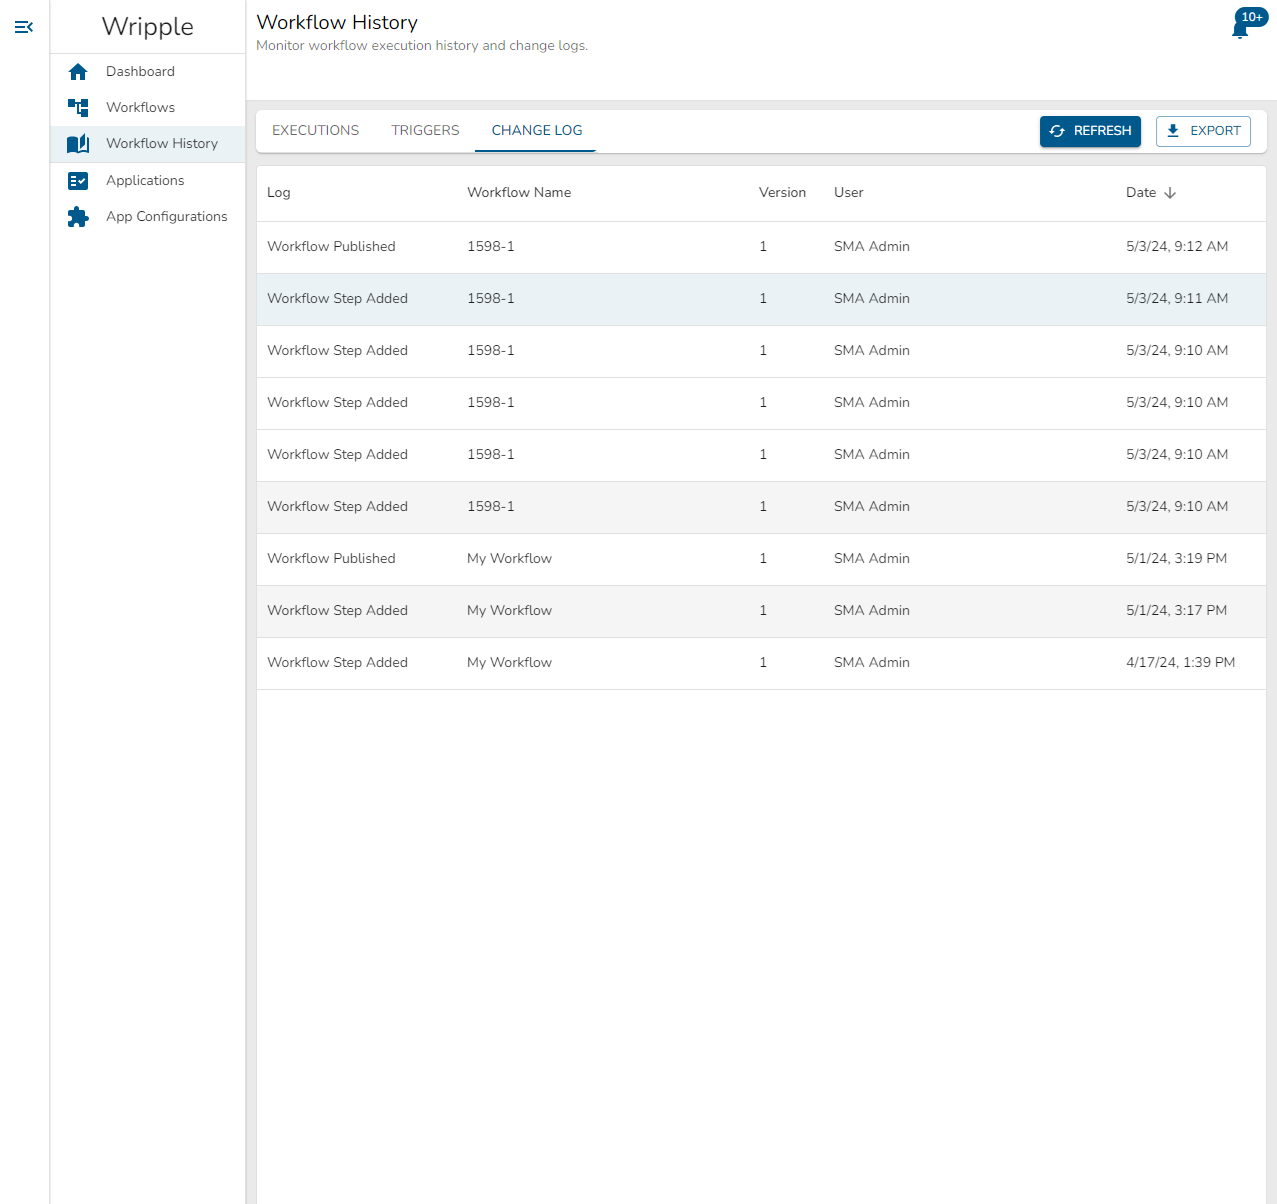 Wripple
Dashboard
Workflows
Workflow History
Applications
App Configurations
Workflow History
Monitor workflow execution history and change logs.
10+
EXECUTIONS TRIGGERS CHANGE LOG REFRESH EXPORT
Log Workflow Name Version User Date
Workflow Published 1598-1 1 SMA Admin 5/3/24, 9:12 AM
Workflow Step Added 1598-1 1 SMA Admin 5/3/24, 9:11 AM
Workflow Step Added 1598-1 1 SMA Admin 5/3/24, 9:10 AM
Workflow Step Added 1598-1 1 SMA Admin 5/3/24, 9:10 AM
Workflow Step Added 1598-1 1 SMA Admin 5/3/24, 9:10 AM
Workflow Step Added 1598-1 1 SMA Admin 5/3/24, 9:10 AM
Workflow Published My Workflow 1 SMA Admin 5/1/24, 3:19 PM
Workflow Step Added My Workflow 1 SMA Admin 5/1/24, 3:17 PM
Workflow Step Added My Workflow 1 SMA Admin 4/17/24, 1:39 PM